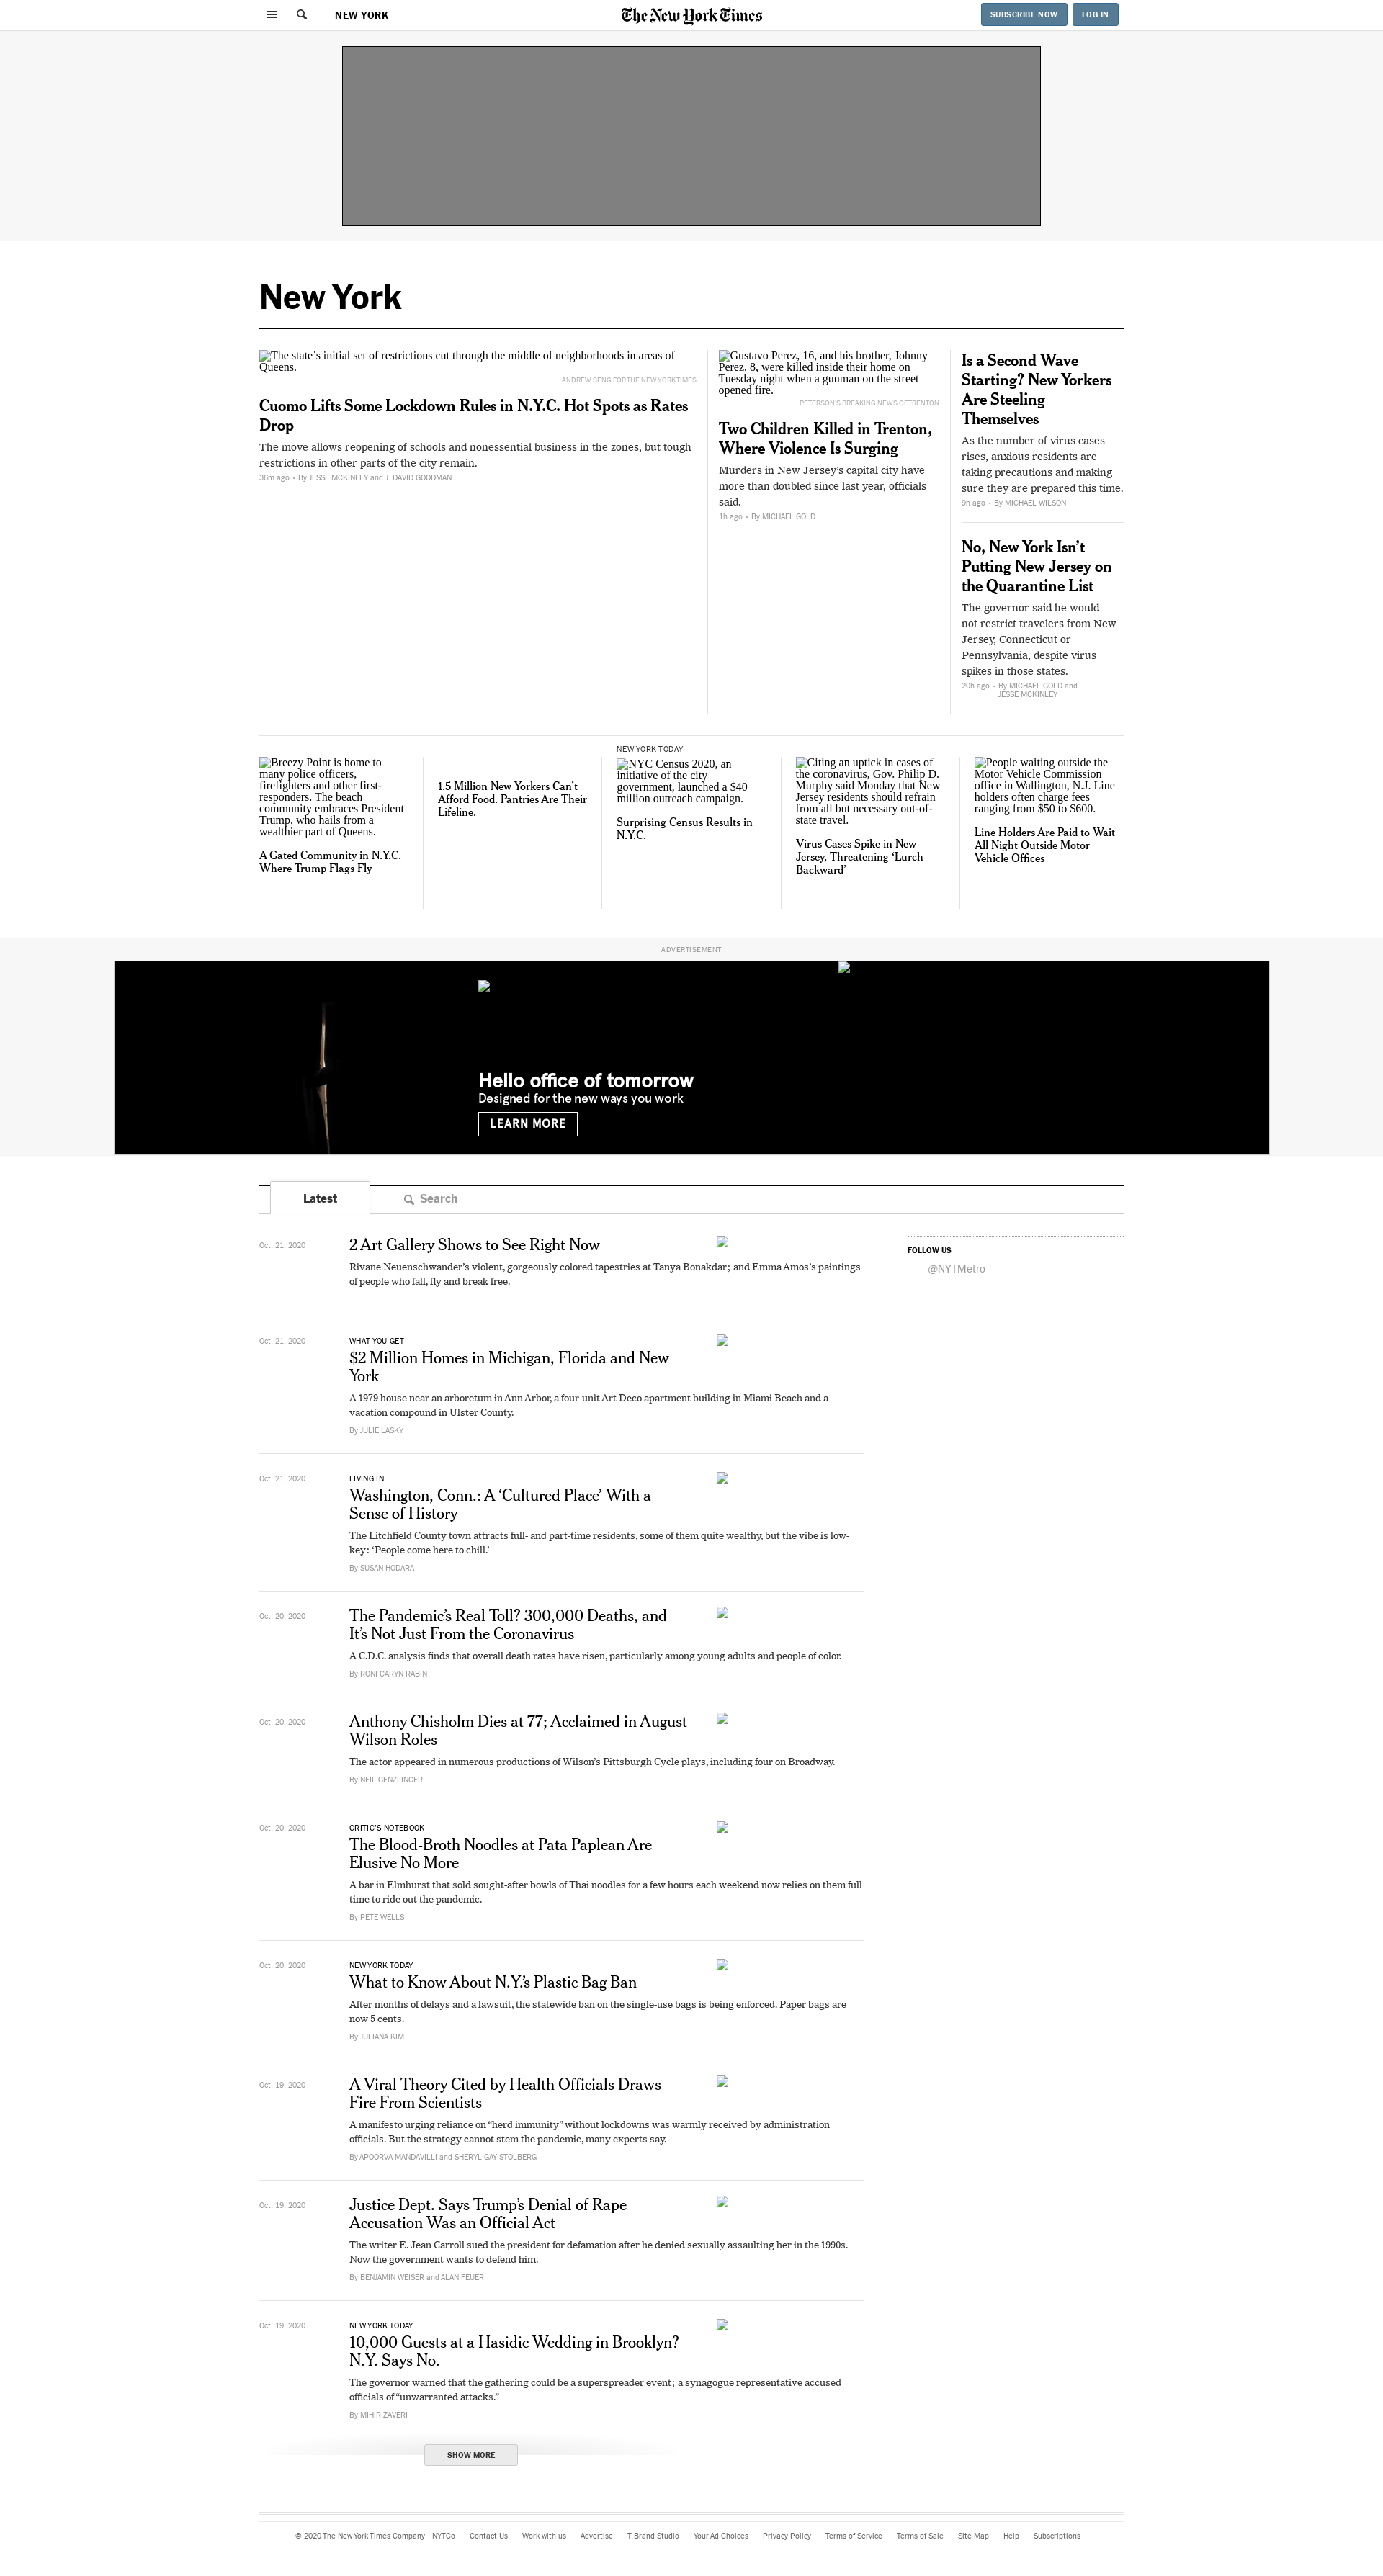 NEW YORK
The New York Times
SUBSCRIBE NOW
LOG IN
New York
The state’s initial set of restrictions cut through the middle of neighborhoods in areas of
Queens.
ANDREW SENG FOR THE NEW YORK TIMES
Cuomo Lifts Some Lockdown Rules in N.Y.C. Hot Spots as Rates
Drop
The move allows reopening of schools and nonessential business in the zones, but tough
restrictions in other parts of the city remain.
36m ago • By JESSE MCKINLEY and J. DAVID GOODMAN
Gustavo Perez, 16, and his brother, Johnny
Perez, 8, were killed inside their home on
Tuesday night when a gunman on the street
opened fire.
PETERSON'S BREAKING NEWS OF TRENTON
Two Children Killed in Trenton,
Where Violence Is Surging
Murders in New Jersey’s capital city have
more than doubled since last year, officials
said.
1h ago • By MICHAEL GOLD
Is a Second Wave
Starting? New Yorkers
Are Steeling
Themselves
As the number of virus cases
rises, anxious residents are
taking precautions and making
sure they are prepared this time.
9h ago • By MICHAEL WILSON
No, New York Isn’t
Putting New Jersey on
the Quarantine List
The governor said he would
not restrict travelers from New
Jersey, Connecticut or
Pennsylvania, despite virus
spikes in those states.
20h ago • By MICHAEL GOLD and
JESSE MCKINLEY
Breezy Point is home to
many police officers,
firefighters and other first-
responders. The beach
community embraces President
Trump, who hails from a
wealthier part of Queens.
A Gated Community in N.Y.C.
Where Trump Flags Fly
1.5 Million New Yorkers Can’t
Afford Food. Pantries Are Their
Lifeline.
NEW YORK TODAY
NYC Census 2020, an
initiative of the city
government, launched a $40
million outreach campaign.
Surprising Census Results in
N.Y.C.
Citing an uptick in cases of
the coronavirus, Gov. Philip D.
Murphy said Monday that New
Jersey residents should refrain
from all but necessary out-of-
state travel.
Virus Cases Spike in New
Jersey, Threatening ‘Lurch
Backward’
People waiting outside the
Motor Vehicle Commission
office in Wallington, N.J. Line
holders often charge fees
ranging from $50 to $600.
Line Holders Are Paid to Wait
All Night Outside Motor
Vehicle Offices
ADVERTISEMENT
Hello office of tomorrow
Designed for the new ways you work
LEARN MORE
Latest
Search
Oct. 21, 2020
2 Art Gallery Shows to See Right Now
Rivane Neuenschwander’s violent, gorgeously colored tapestries at Tanya Bonakdar; and Emma Amos’s paintings
of people who fall, fly and break free.
FOLLOW US
@NYTMetro
Oct. 21, 2020
WHAT YOU GET
$2 Million Homes in Michigan, Florida and New
York
A 1979 house near an arboretum in Ann Arbor, a four-unit Art Deco apartment building in Miami Beach and a
vacation compound in Ulster County.
By JULIE LASKY
Oct. 21, 2020
LIVING IN
Washington, Conn.: A ‘Cultured Place’ With a
Sense of History
The Litchfield County town attracts full- and part-time residents, some of them quite wealthy, but the vibe is low-
key: ‘People come here to chill.’
By SUSAN HODARA
Oct. 20, 2020
The Pandemic’s Real Toll? 300,000 Deaths, and
It’s Not Just From the Coronavirus
A C.D.C. analysis finds that overall death rates have risen, particularly among young adults and people of color.
By RONI CARYN RABIN
Oct. 20, 2020
Anthony Chisholm Dies at 77; Acclaimed in August
Wilson Roles
The actor appeared in numerous productions of Wilson’s Pittsburgh Cycle plays, including four on Broadway.
By NEIL GENZLINGER
Oct. 20, 2020
CRITIC’S NOTEBOOK
The Blood-Broth Noodles at Pata Paplean Are
Elusive No More
A bar in Elmhurst that sold sought-after bowls of Thai noodles for a few hours each weekend now relies on them full
time to ride out the pandemic.
By PETE WELLS
Oct. 20, 2020
NEW YORK TODAY
What to Know About N.Y.’s Plastic Bag Ban
After months of delays and a lawsuit, the statewide ban on the single-use bags is being enforced. Paper bags are
now 5 cents.
By JULIANA KIM
Oct. 19, 2020
A Viral Theory Cited by Health Officials Draws
Fire From Scientists
A manifesto urging reliance on “herd immunity” without lockdowns was warmly received by administration
officials. But the strategy cannot stem the pandemic, many experts say.
By APOORVA MANDAVILLI and SHERYL GAY STOLBERG
Oct. 19, 2020
Justice Dept. Says Trump’s Denial of Rape
Accusation Was an Official Act
The writer E. Jean Carroll sued the president for defamation after he denied sexually assaulting her in the 1990s.
Now the government wants to defend him.
By BENJAMIN WEISER and ALAN FEUER
Oct. 19, 2020
NEW YORK TODAY
10,000 Guests at a Hasidic Wedding in Brooklyn?
N.Y. Says No.
The governor warned that the gathering could be a superspreader event; a synagogue representative accused
officials of “unwarranted attacks.”
By MIHIR ZAVERI
SHOW MORE
© 2020 The New York Times Company NYTCo Contact Us Work with us Advertise T Brand Studio Your Ad Choices Privacy Policy Terms of Service Terms of Sale Site Map Help Subscriptions